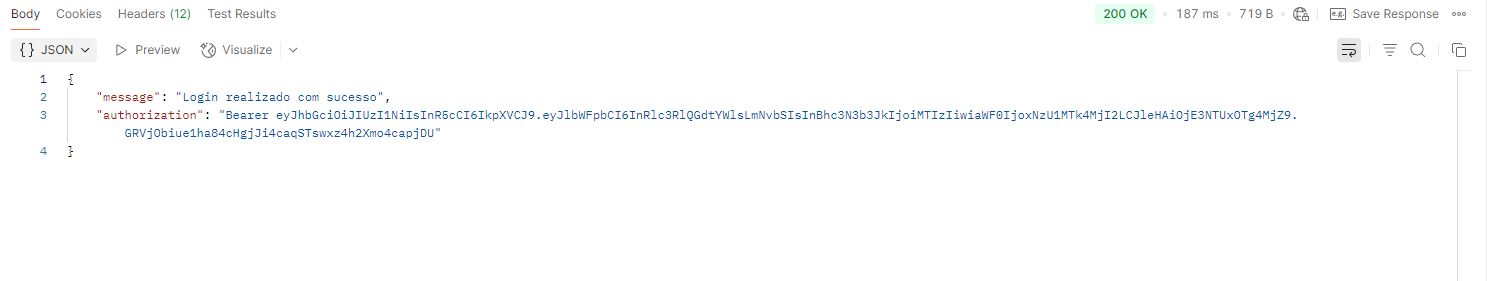 Body Cookies Headers (12) Test Results 200 OK • 187 ms • 719 B • e.g. Save Response
{} JSON Preview Visualize
1 {
2 "message": "Login realizado com sucesso",
3 "authorization": "Bearer eyJhbGciOiJIUzI1NiIsInR5cCI6IkpXVCJ9.eyJlbWFpbCI6InRlc3RlQGdtYWlsLmNvbSIsInBhc3N3b3JkIjoiMTIzIiwiaWF0IjoxNzU1MTk4MjI2LCJleHAiOjE3NTUxOTg4MjZ9.
GRVjObiue1ha84cHgjJi4caqSTswxz4h2Xmo4capjDU"
4 }